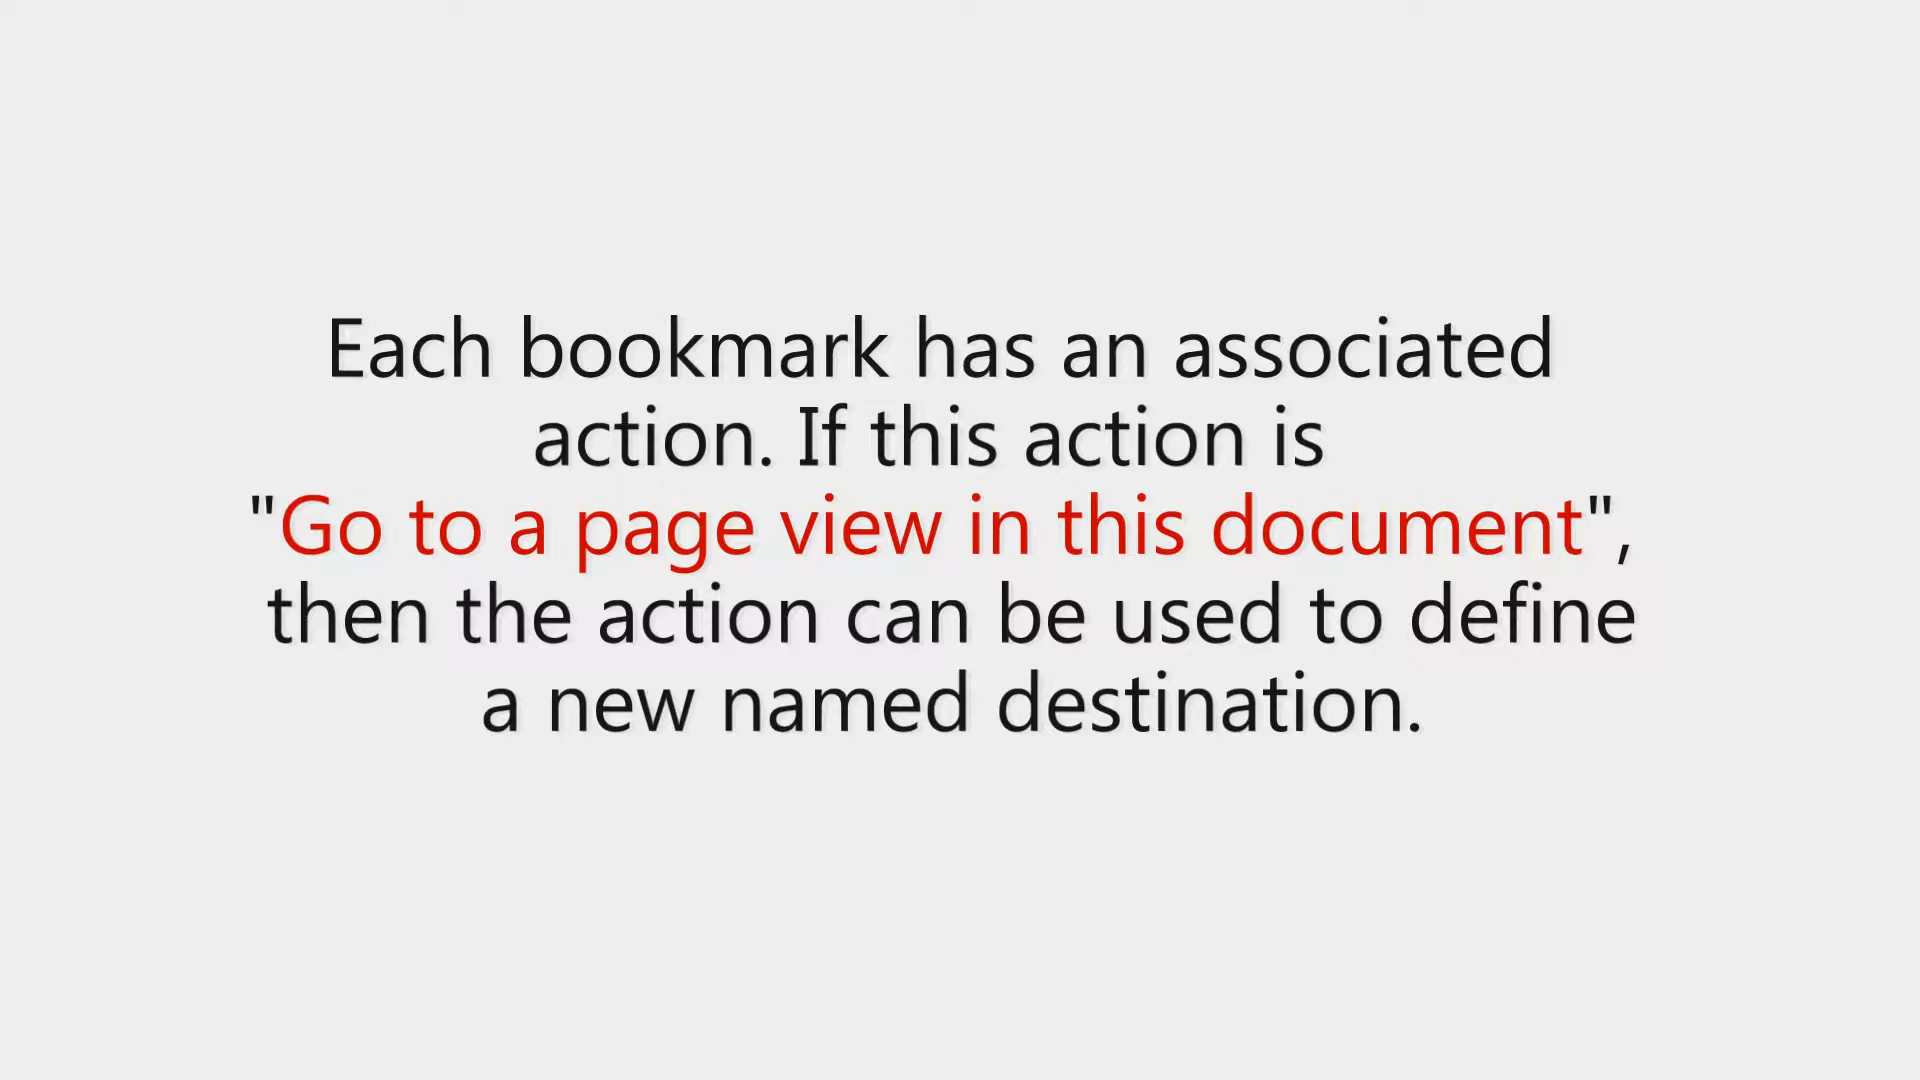 Each bookmark has an associated
action. If this action is
"Go to a page view in this document",
then the action can be used to define
a new named destination.